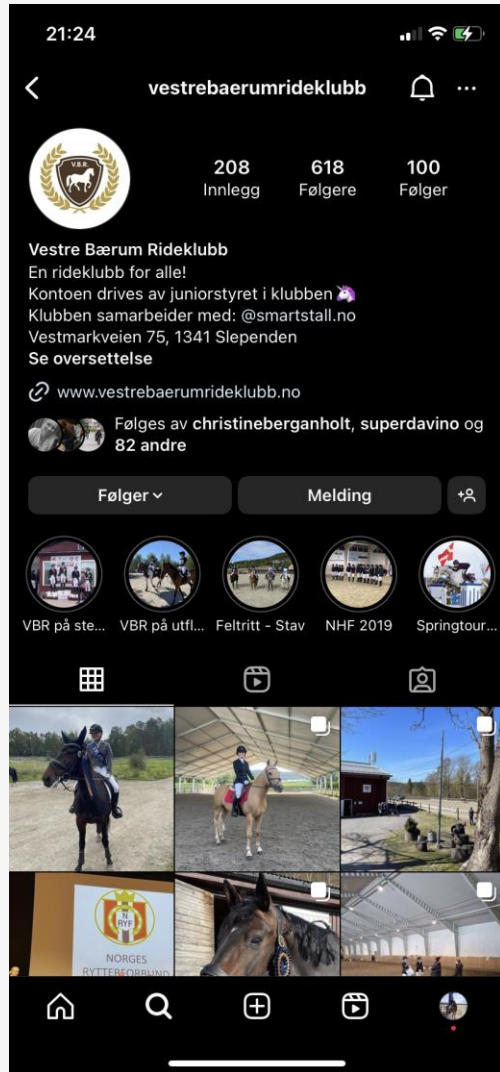 21:24
vestrebaerumrideklubb
V.B.R.
208 618 100
Innlegg Følgere Følger
Vestre Bærum Rideklubb
En rideklubb for alle!
Kontoen drives av juniorstyret i klubben 🦄
Klubben samarbeider med: @smartstall.no
Vestmarkveien 75, 1341 Slependen
Se oversettelse
www.vestrebaerumrideklubb.no
Følges av christineberganholt, superdavino og
82 andre
Følger Melding
VBR på ste... VBR på utfl... Feltritt - Stav NHF 2019 Springtour...
N.
RYF
NORGES
RYTTERFORBUND